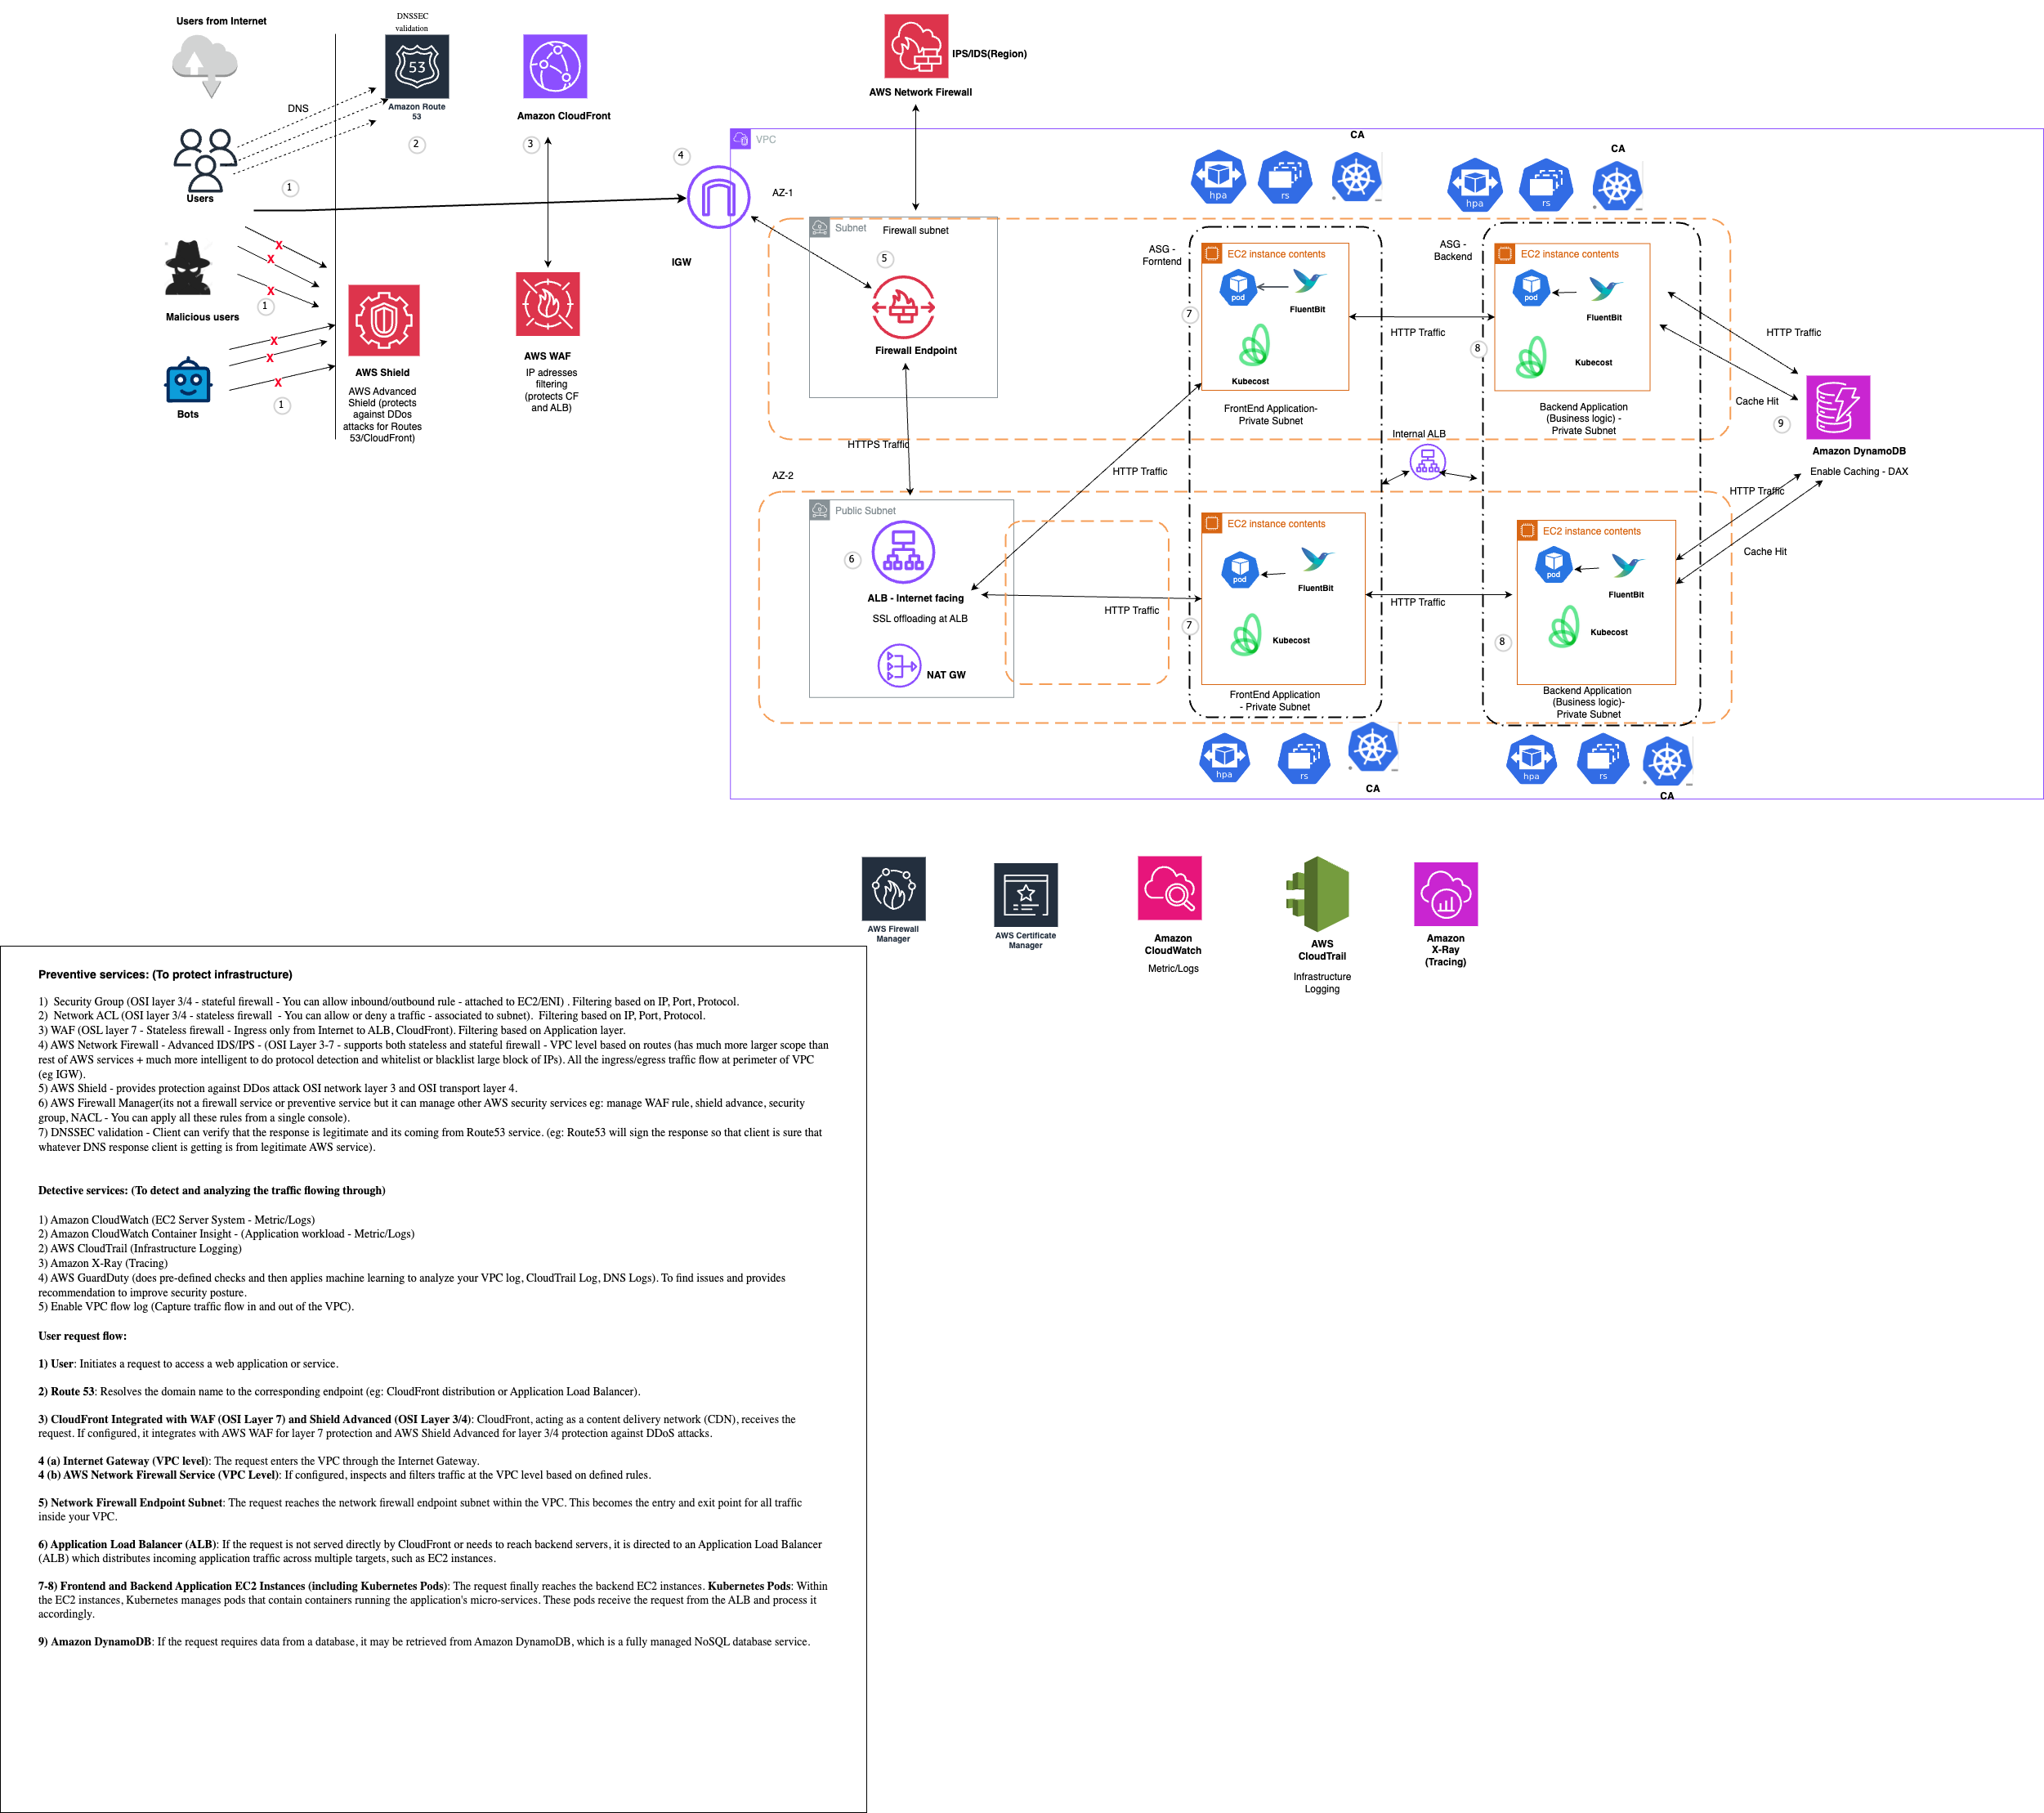 Users from Internet
DNSSEC
validation
53
Amazon Route
53
2
DNS
Users
1
Amazon CloudFront
3
4
IGW
Malicious users
X
X
X
1
Bots
X
X
X
1
AWS Shield
AWS Advanced
Shield (protects
against DDos
attacks for Routes
53/CloudFront)
AWS WAF
IP adresses
filtering
(protects CF
and ALB)
IPS/IDS(Region)
AWS Network Firewall
VPC
AZ-1
Subnet
Firewall subnet
5
Firewall Endpoint
HTTPS Traffic
AZ-2
Public Subnet
6
ALB - Internet facing
SSL offloading at ALB
NAT GW
HTTP Traffic
HTTP Traffic
CA
hpa
rs
CA
hpa
rs
ASG -
Forntend
EC2 instance contents
pod
FluentBit
Kubecost
7
FrontEnd Application-
Private Subnet
HTTP Traffic
ASG -
Backend
EC2 instance contents
pod
FluentBit
Kubecost
8
Backend Application
(Business logic) -
Private Subnet
Internal ALB
HTTP Traffic
Cache Hit
9
Amazon DynamoDB
Enable Caching - DAX
HTTP Traffic
Cache Hit
EC2 instance contents
pod
FluentBit
Kubecost
7
FrontEnd Application
- Private Subnet
HTTP Traffic
EC2 instance contents
pod
FluentBit
Kubecost
8
Backend Application
(Business logic)-
Private Subnet
hpa
rs
CA
hpa
rs
CA
AWS Firewall
Manager
AWS Certificate
Manager
Amazon
CloudWatch
Metric/Logs
AWS
CloudTrail
Infrastructure
Logging
Amazon
X-Ray
(Tracing)
Preventive services: (To protect infrastructure)
1) Security Group (OSI layer 3/4 - stateful firewall - You can allow inbound/outbound rule - attached to EC2/ENI) . Filtering based on IP, Port, Protocol.
2) Network ACL (OSI layer 3/4 - stateless firewall - You can allow or deny a traffic - associated to subnet). Filtering based on IP, Port, Protocol.
3) WAF (OSL layer 7 - Stateless firewall - Ingress only from Internet to ALB, CloudFront). Filtering based on Application layer.
4) AWS Network Firewall - Advanced IDS/IPS - (OSI Layer 3-7 - supports both stateless and stateful firewall - VPC level based on routes (has much more larger scope than
rest of AWS services + much more intelligent to do protocol detection and whitelist or blacklist large block of IPs). All the ingress/egress traffic flow at perimeter of VPC
(eg IGW).
5) AWS Shield - provides protection against DDos attack OSI network layer 3 and OSI transport layer 4.
6) AWS Firewall Manager(its not a firewall service or preventive service but it can manage other AWS security services eg: manage WAF rule, shield advance, security
group, NACL - You can apply all these rules from a single console).
7) DNSSEC validation - Client can verify that the response is legitimate and its coming from Route53 service. (eg: Route53 will sign the response so that client is sure that
whatever DNS response client is getting is from legitimate AWS service).
Detective services: (To detect and analyzing the traffic flowing through)
1) Amazon CloudWatch (EC2 Server System - Metric/Logs)
2) Amazon CloudWatch Container Insight - (Application workload - Metric/Logs)
2) AWS CloudTrail (Infrastructure Logging)
3) Amazon X-Ray (Tracing)
4) AWS GuardDuty (does pre-defined checks and then applies machine learning to analyze your VPC log, CloudTrail Log, DNS Logs). To find issues and provides
recommendation to improve security posture.
5) Enable VPC flow log (Capture traffic flow in and out of the VPC).
User request flow:
1) User: Initiates a request to access a web application or service.
2) Route 53: Resolves the domain name to the corresponding endpoint (eg: CloudFront distribution or Application Load Balancer).
3) CloudFront Integrated with WAF (OSI Layer 7) and Shield Advanced (OSI Layer 3/4): CloudFront, acting as a content delivery network (CDN), receives the
request. If configured, it integrates with AWS WAF for layer 7 protection and AWS Shield Advanced for layer 3/4 protection against DDoS attacks.
4 (a) Internet Gateway (VPC level): The request enters the VPC through the Internet Gateway.
4 (b) AWS Network Firewall Service (VPC Level): If configured, inspects and filters traffic at the VPC level based on defined rules.
5) Network Firewall Endpoint Subnet: The request reaches the network firewall endpoint subnet within the VPC. This becomes the entry and exit point for all traffic
inside your VPC.
6) Application Load Balancer (ALB): If the request is not served directly by CloudFront or needs to reach backend servers, it is directed to an Application Load Balancer
(ALB) which distributes incoming application traffic across multiple targets, such as EC2 instances.
7-8) Frontend and Backend Application EC2 Instances (including Kubernetes Pods): The request finally reaches the backend EC2 instances. Kubernetes Pods: Within
the EC2 instances, Kubernetes manages pods that contain containers running the application's micro-services. These pods receive the request from the ALB and process it
accordingly.
9) Amazon DynamoDB: If the request requires data from a database, it may be retrieved from Amazon DynamoDB, which is a fully managed NoSQL database service.